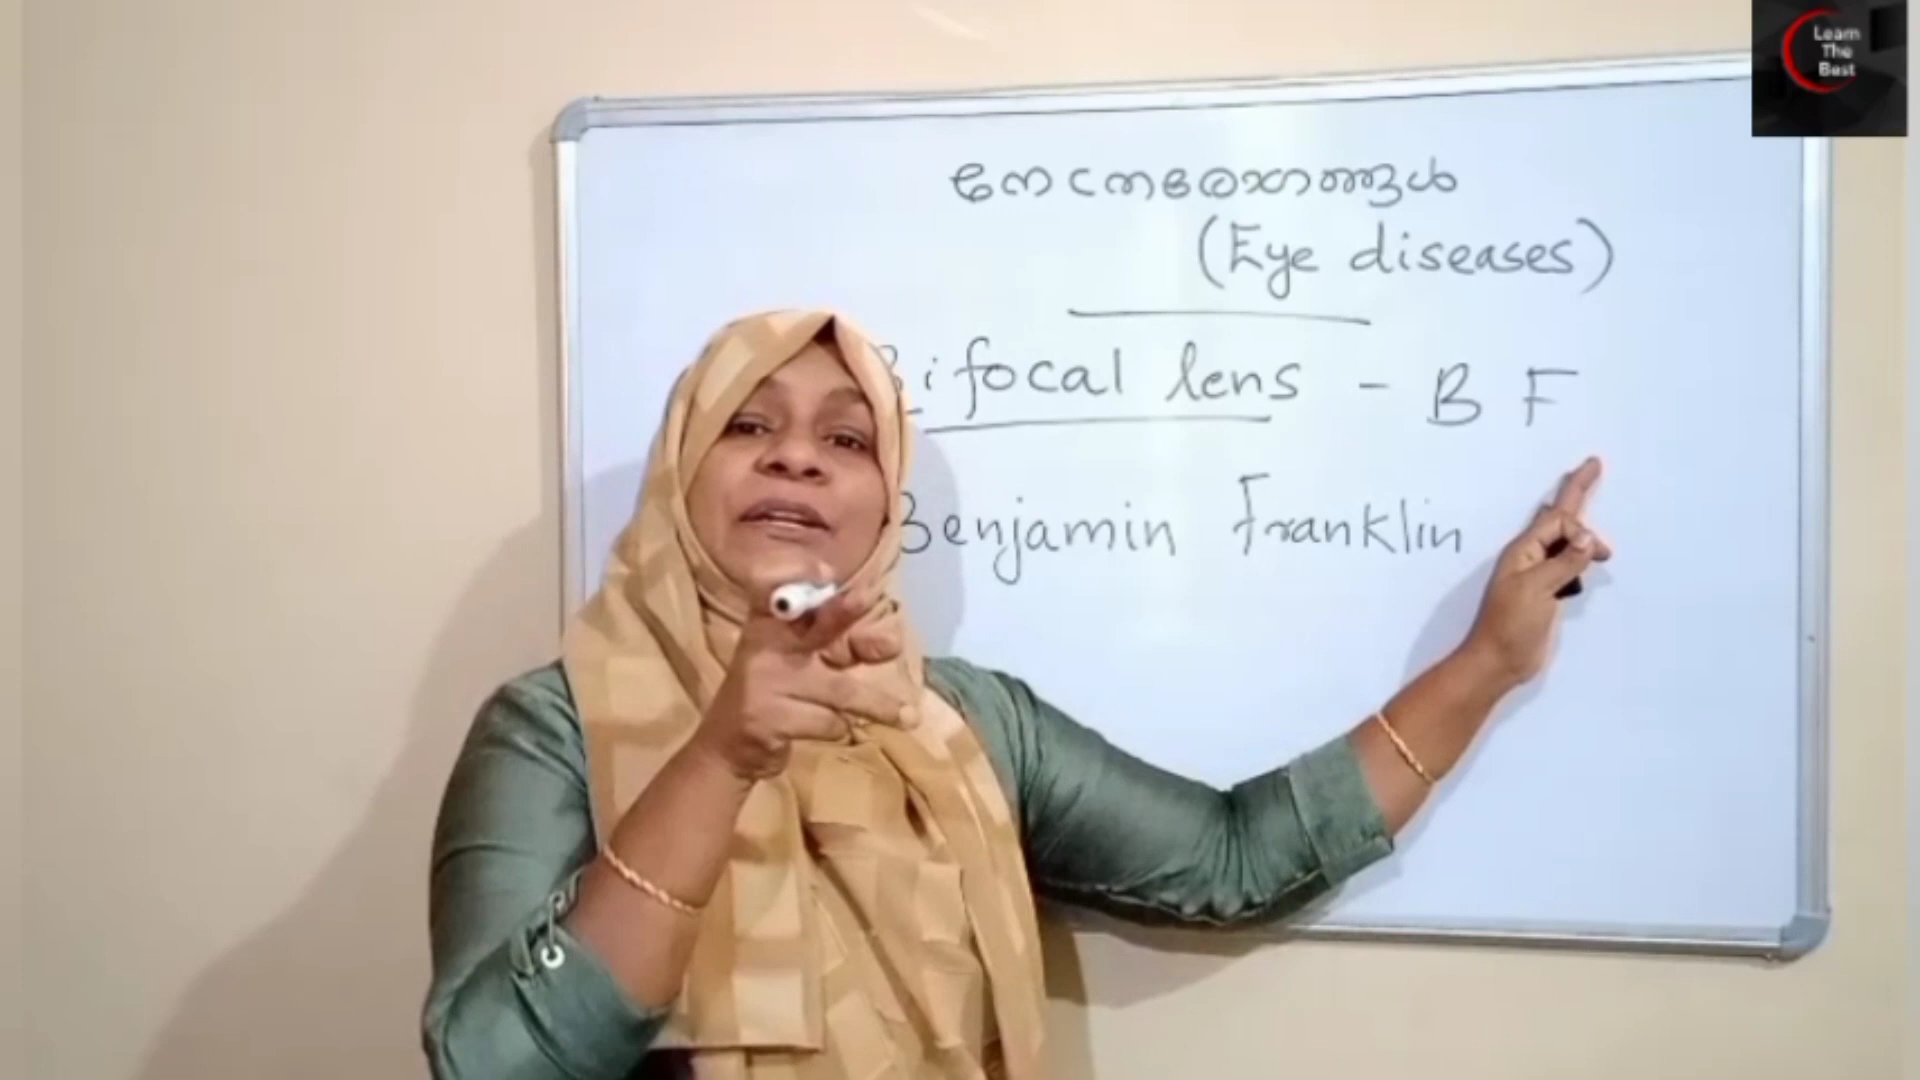 നേത്രരോഗങ്ങൾ
(Eye diseases)
Bifocal lens - B F
Benjamin Franklin
Learn
The
Best